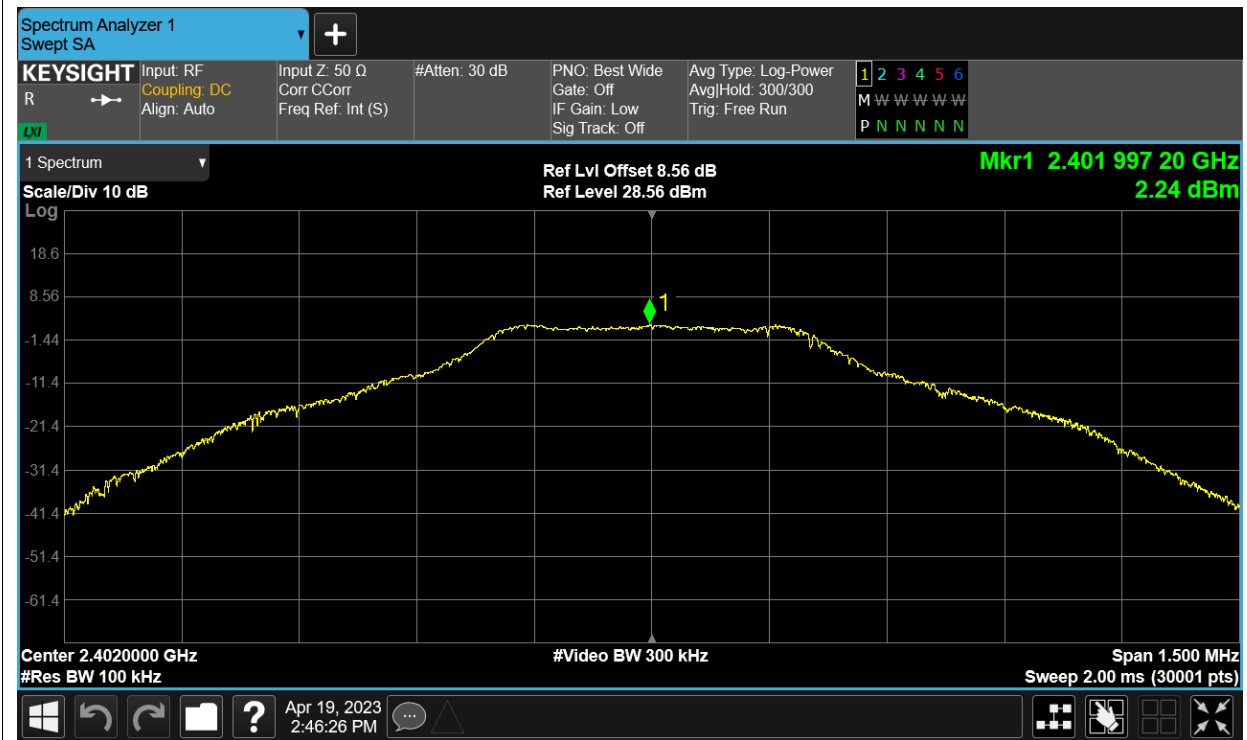 Spectrum Analyzer 1
Swept SA
KEYSIGHT
R
LXI
Input: RF
Coupling: DC
Align: Auto
Input Z: 50 Ω
Corr CCorr
Freq Ref: Int (S)
#Atten: 30 dB
PNO: Best Wide
Gate: Off
IF Gain: Low
Sig Track: Off
Avg Type: Log-Power
Avg|Hold: 300/300
Trig: Free Run
1 2 3 4 5 6
M W W W W W
P N N N N N
1 Spectrum
Scale/Div 10 dB
Ref Lvl Offset 8.56 dB
Ref Level 28.56 dBm
Mkr1 2.401 997 20 GHz
2.24 dBm
Log
18.6
8.56
1
-1.44
-11.4
-21.4
-31.4
-41.4
-51.4
-61.4
Center 2.4020000 GHz
#Res BW 100 kHz
#Video BW 300 kHz
Span 1.500 MHz
Sweep 2.00 ms (30001 pts)
?
Apr 19, 2023
2:46:26 PM